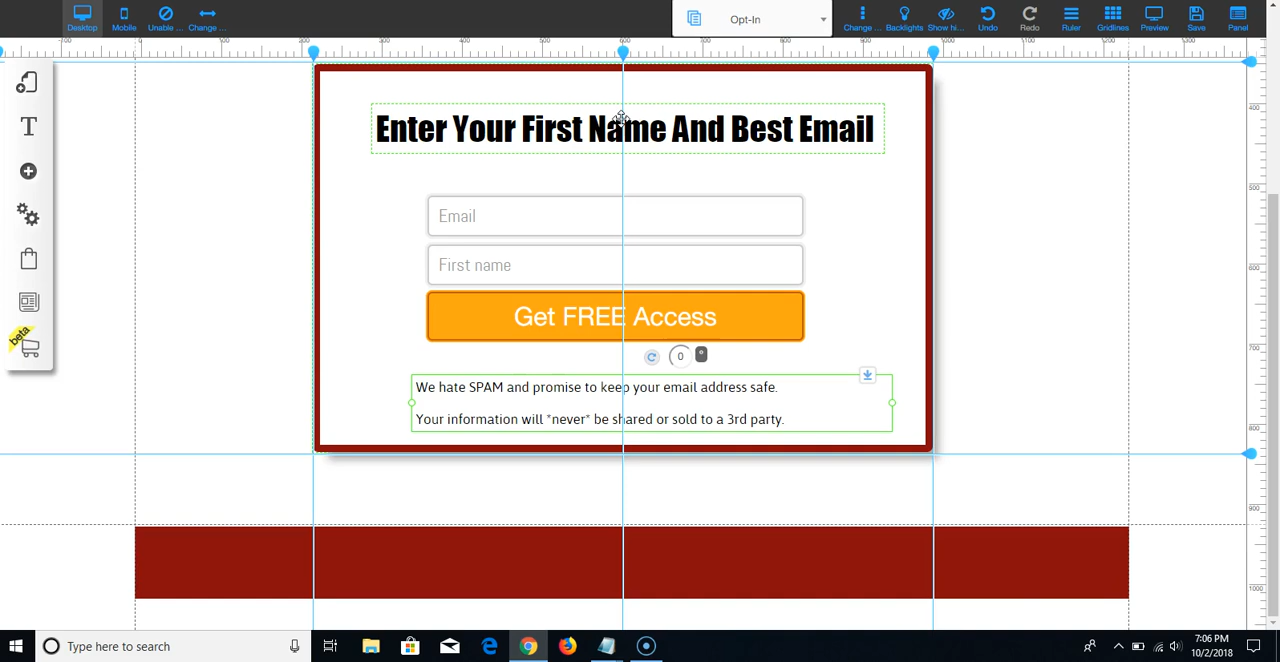 Desktop
Mobile
Unable ...
Change ...
Opt-In
Change ...
Backlights
Show hi...
Undo
Redo
Ruler
Gridlines
Preview
Save
Panel
Enter Your First Name And Best Email
Email
First name
Get FREE Access
0
We hate SPAM and promise to keep your email address safe.
Your information will *never* be shared or sold to a 3rd party.
beta
Type here to search
7:06 PM
10/2/2018